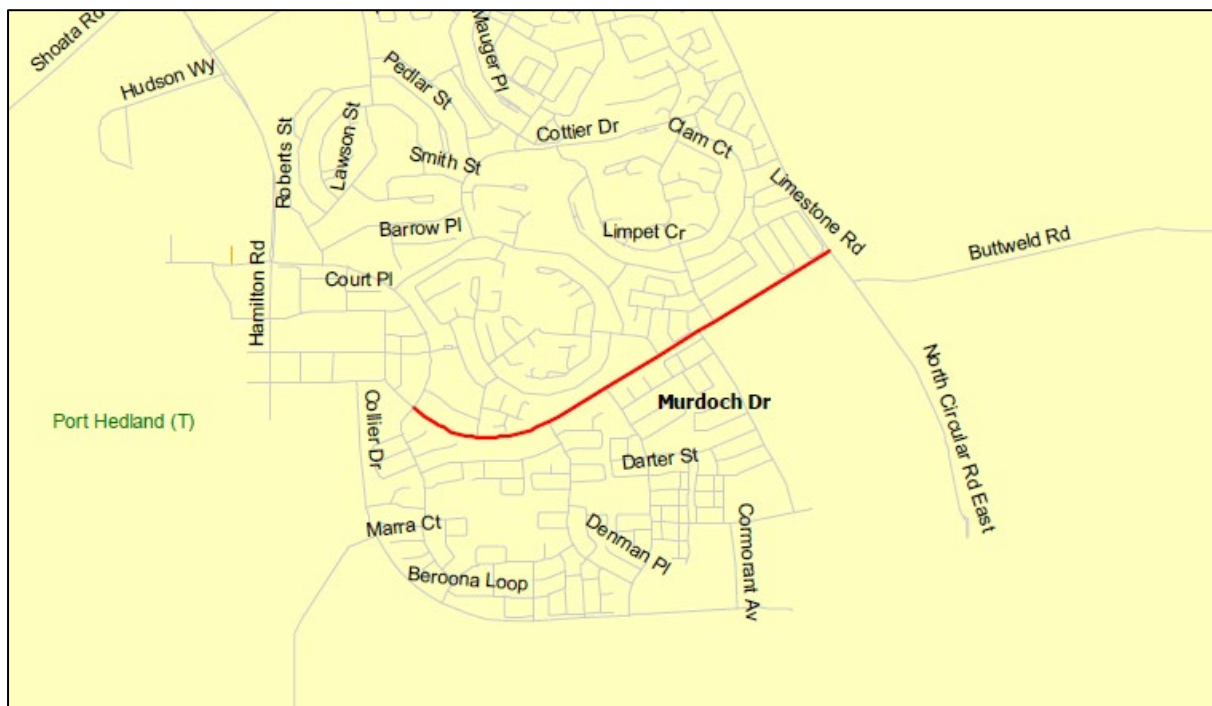 Shoata Rd
Hudson Wy
Mauger Pl
Pedlar St
Cottier Dr
Clam Ct
Lawson St
Roberts St
Smith St
Limestone Rd
Barrow Pl
Limpet Cr
Buttweld Rd
Hamilton Rd
Court Pl
North Circular Rd East
Murdoch Dr
Port Hedland (T)
Collier Dr
Darter St
Marra Ct
Denman Pl
Cormorant Av
Beroona Loop